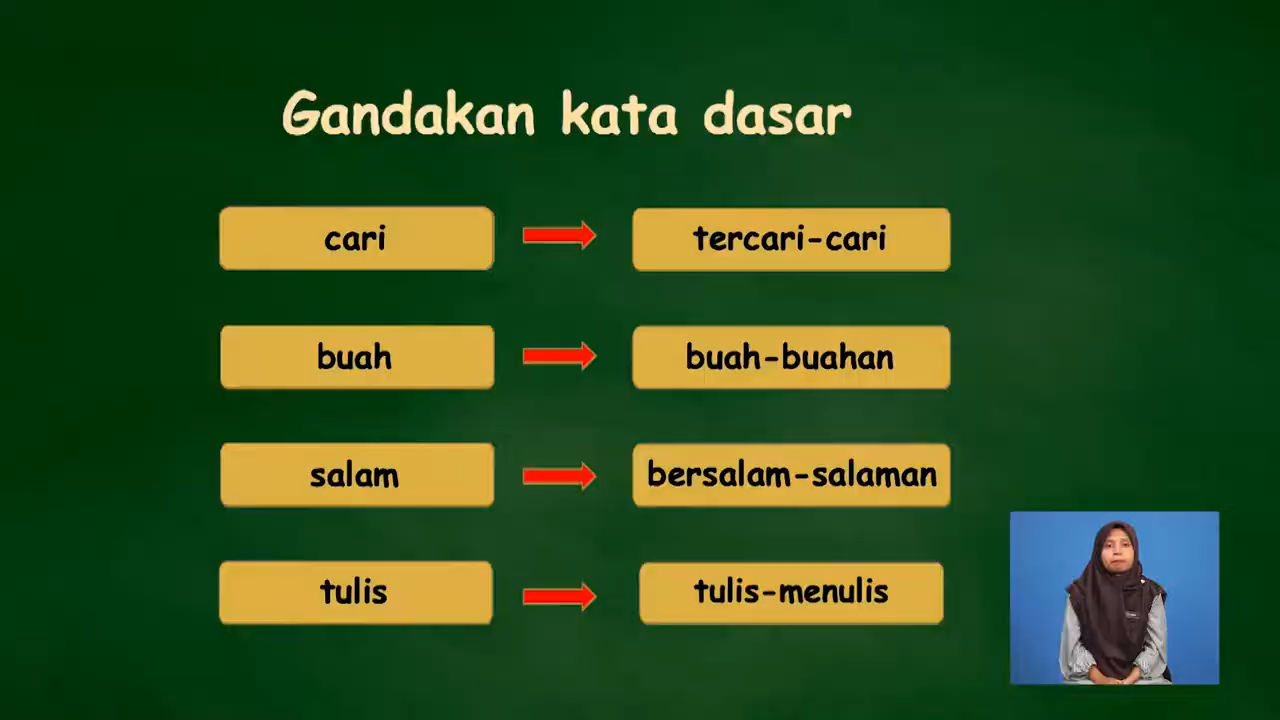 Gandakan kata dasar
cari
tercari-cari
buah
buah-buahan
salam
bersalam-salaman
tulis
tulis-menulis